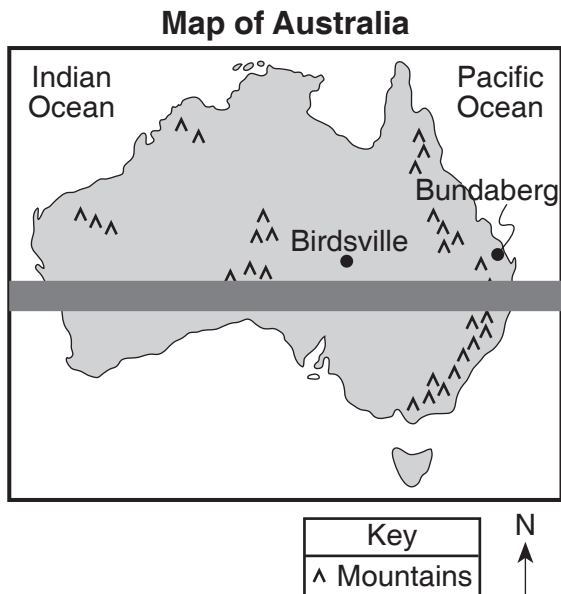 Map of Australia
Indian
Ocean
Pacific
Ocean
Bundaberg
Birdsville
Key
Mountains
N